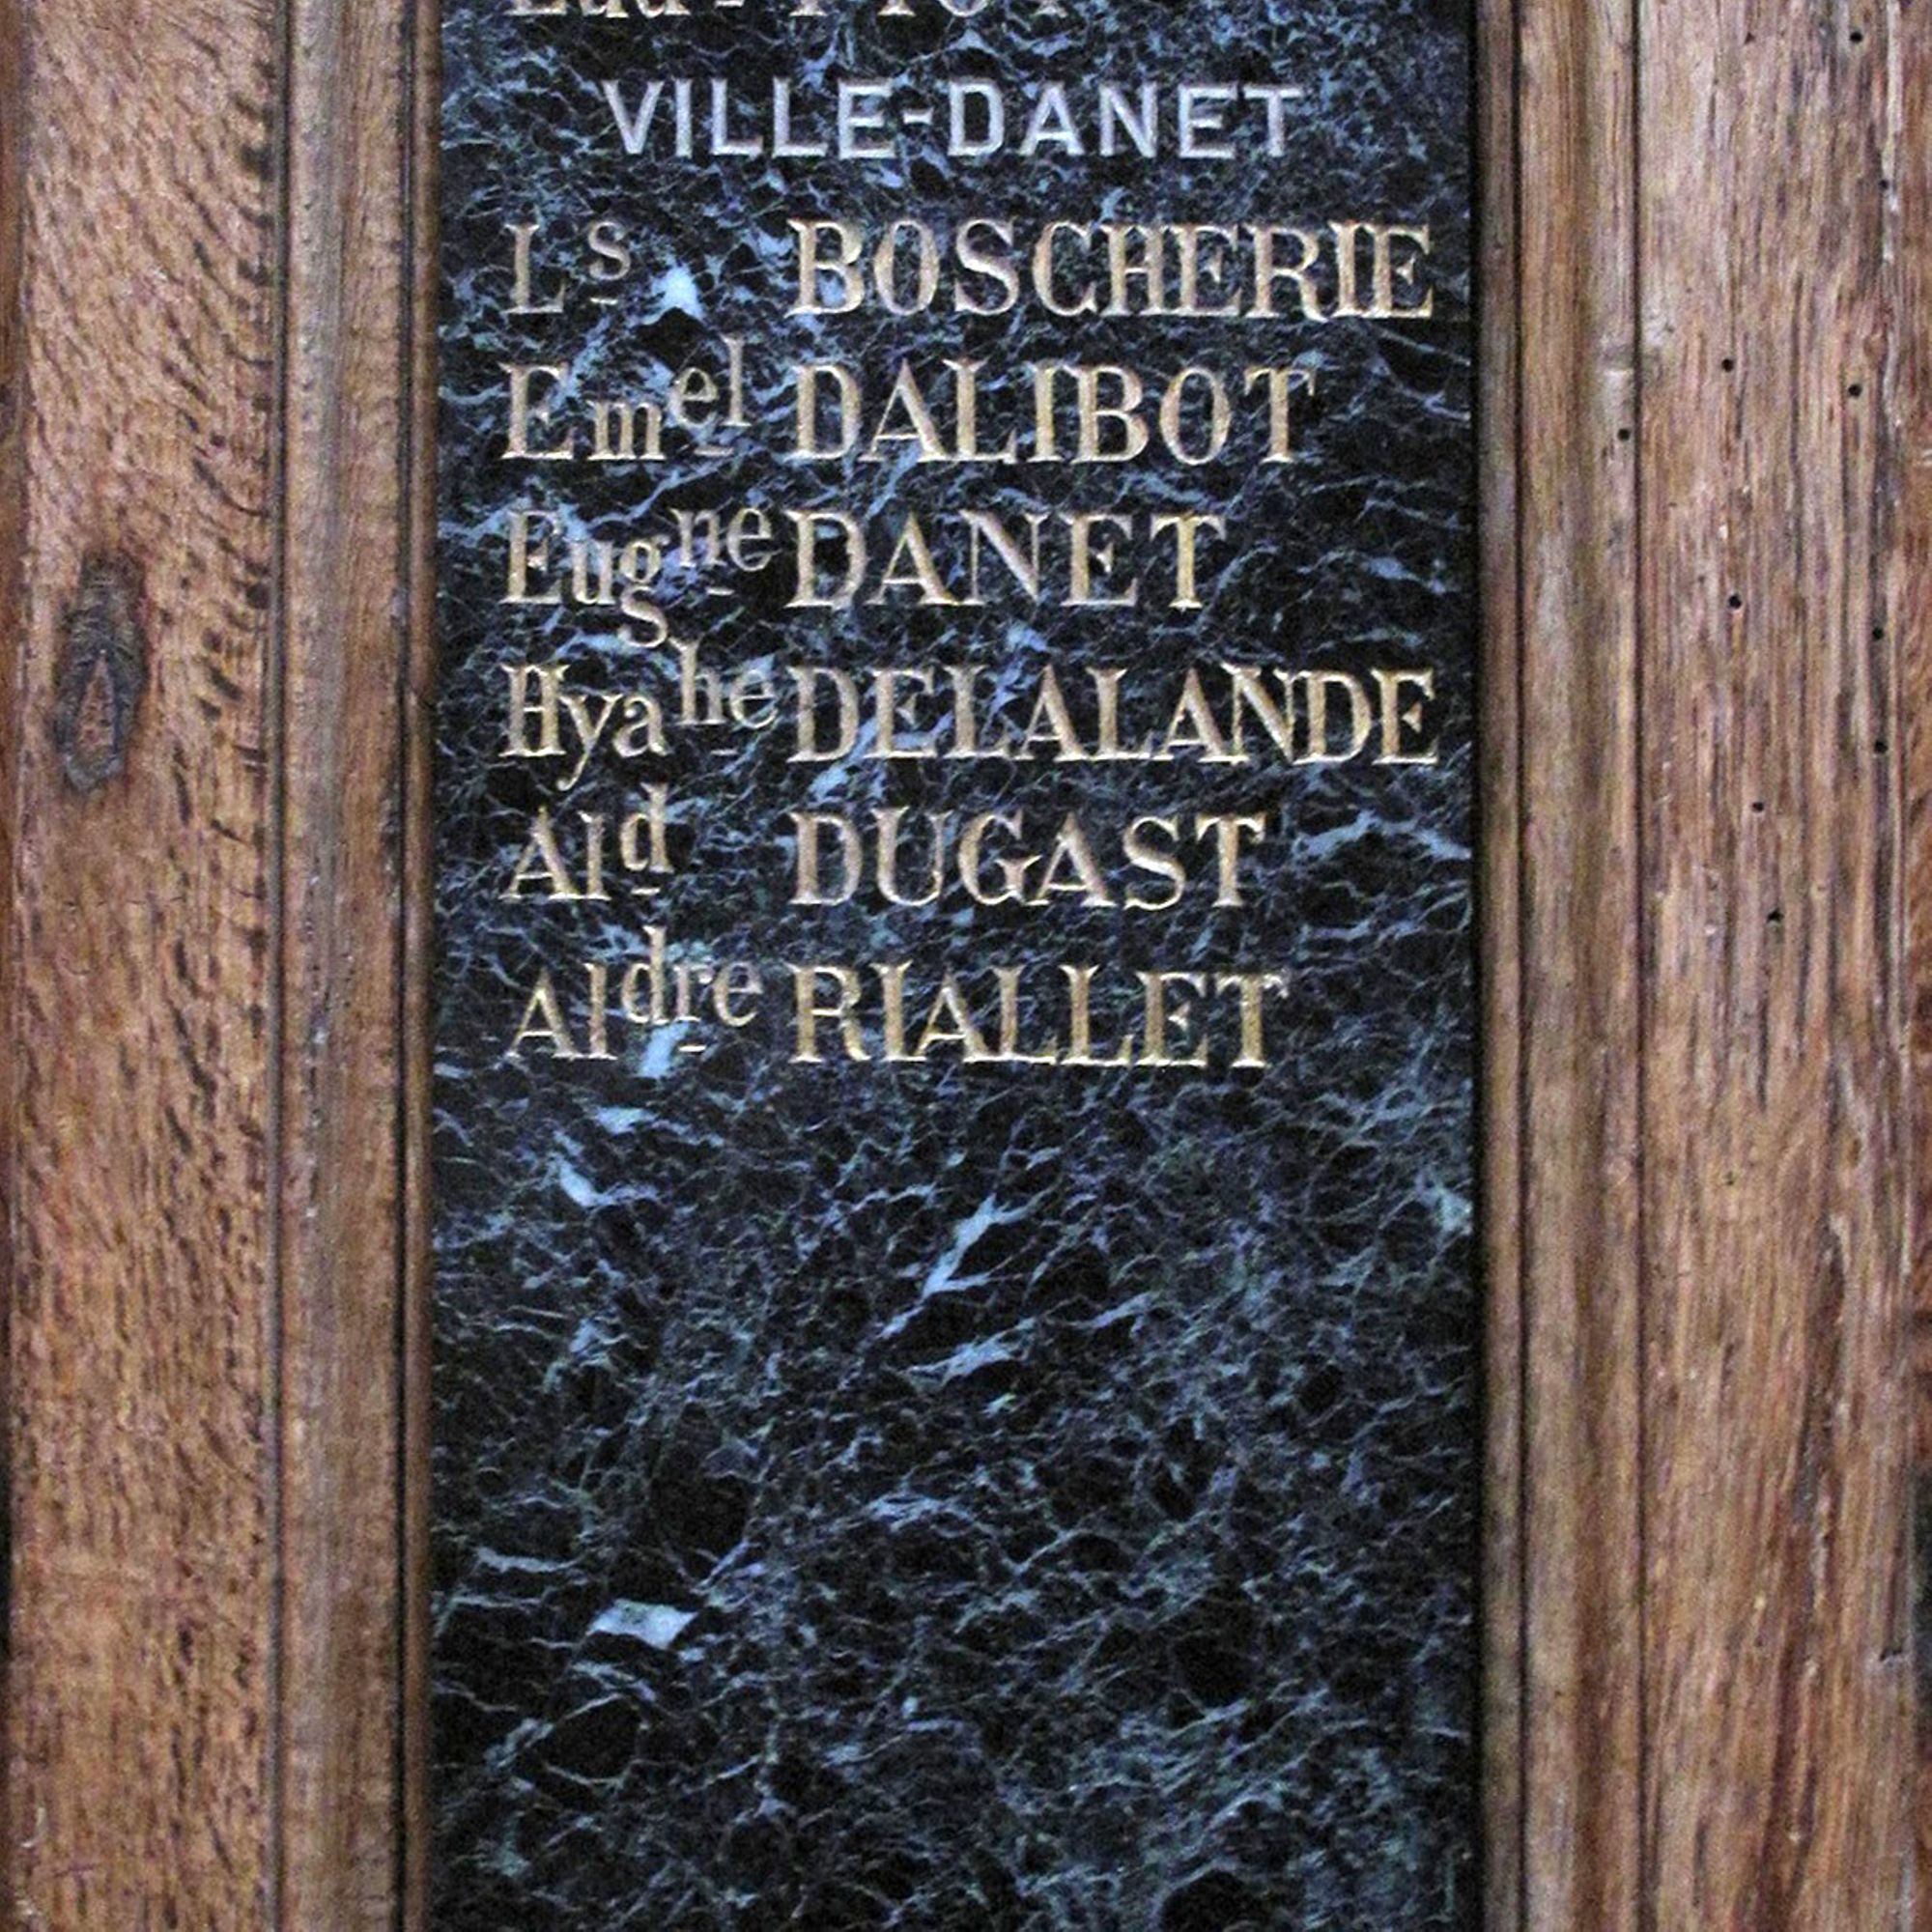 VILLE-DANET
Ls BOSCHERIE
Emel DALIBOT
Eugne DANET
Hyahe DELALANDE
Ald DUGAST
Aldre RIALLET